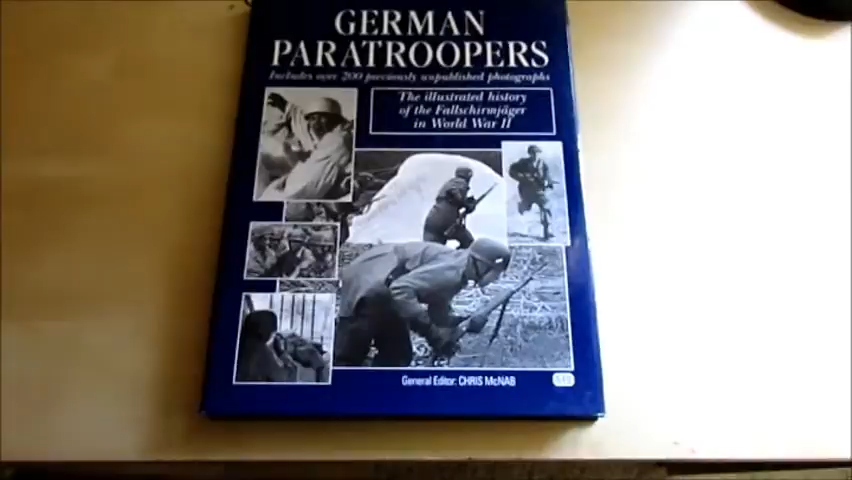 GERMAN
PARATROOPERS
Includes over 200 previously unpublished photographs
The illustrated history
of the Fallschirmjäger
in World War II
General Editor: CHRIS McNAB